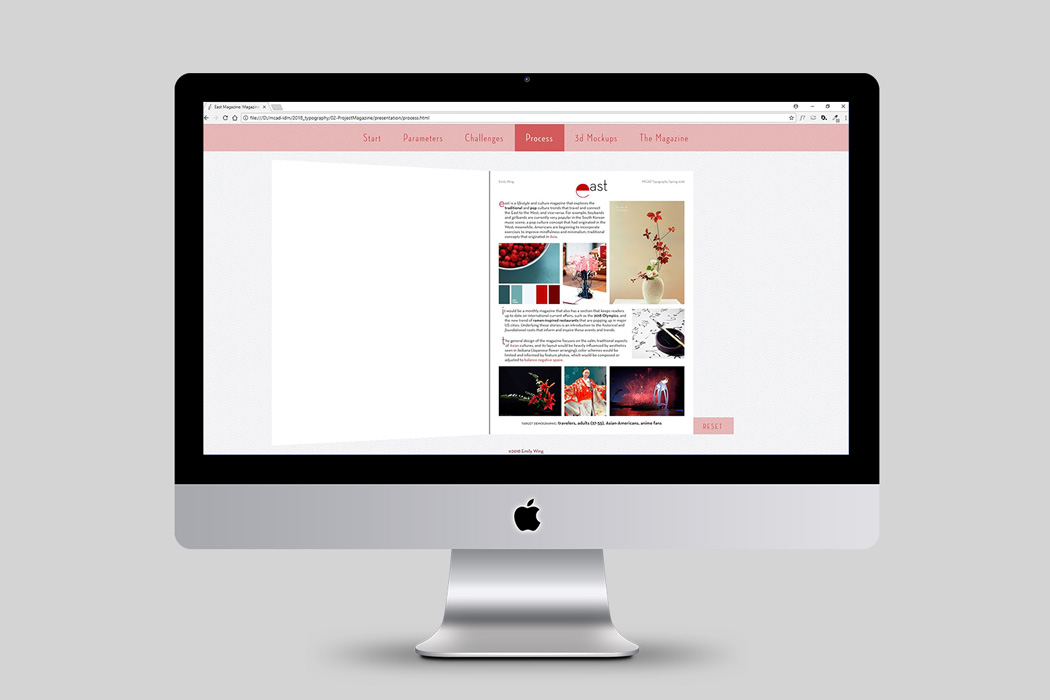 East Magazine: Magazin
file:///D:/mcad-idm/2018_typography/02-ProjectMagazine/presentation/process.html
Start Parameters Challenges Process 3d Mockups The Magazine
Emily Wing
MCAD Typography Spring 2018
east
east is a lifestyle and culture magazine that explores the
traditional and pop culture trends that travel and connect
the East to the West, and vice-versa. For example, boybands
and girlbands are currently very popular in the South Korean
music scene, a pop culture concept that had originated in the
West; meanwhile, Americans are beginning to incorporate
exercises to improve mindfulness and minimalism, traditional
concepts that originated in Asia.
It would be a monthly magazine that also has a section that keeps readers
up to date on international current affairs, such as the 2018 Olympics, and
the new trend of ramen-inspired restaurants that are popping up in major
US cities. Underlying these stories is an introduction to the historical and
foundational roots that inform and inspire these events and trends.
the general design of the magazine focuses on the calm, traditional aspects
of Asian cultures, and its layout would be heavily influenced by aesthetics
seen in ikebana (Japanese flower arranging); color schemes would be
limited and informed by feature photos, which would be composed or
adjusted to balance negative space.
TARGET DEMOGRAPHIC: travelers, adults (27-55), Asian-Americans, anime fans
RESET
©2018 Emily Wing